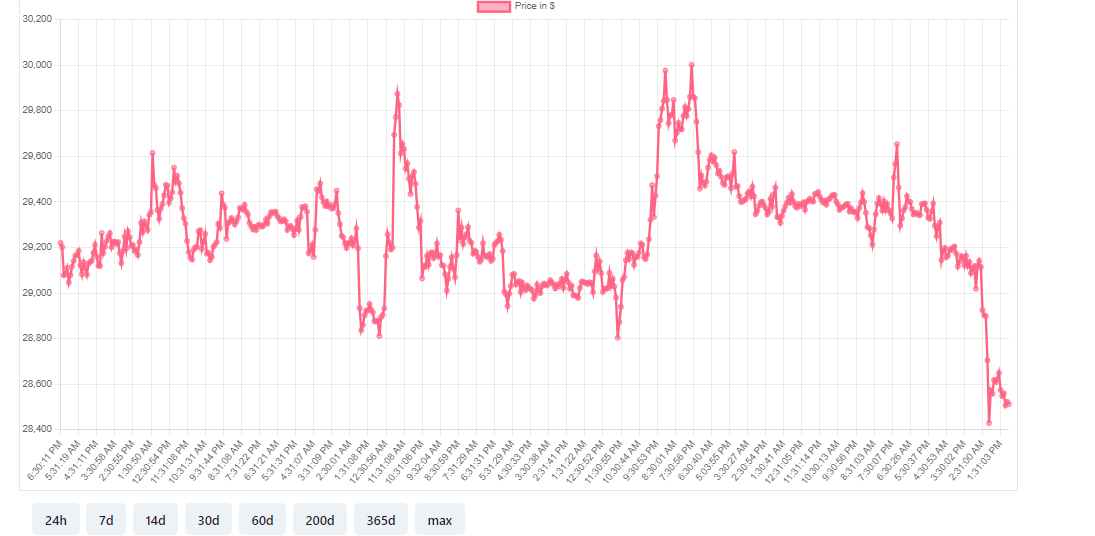 Price in $
30,200
30,000
29,800
29,600
29,400
29,200
29,000
28,800
28,600
28,400
6:30:11 PM
5:31:19 AM
4:31:11 PM
3:30:58 AM
2:30:55 PM
1:30:50 AM
12:30:54 PM
11:31:08 PM
10:31:31 AM
9:31:44 PM
8:31:08 AM
7:31:22 PM
6:31:21 AM
5:31:31 PM
4:31:07 AM
3:31:09 PM
2:30:01 AM
1:31:08 PM
12:30:56 AM
11:31:08 AM
10:31:08 PM
9:32:04 AM
8:30:59 PM
7:31:29 AM
6:31:31 PM
5:31:29 AM
4:30:33 PM
3:30:38 AM
2:31:41 PM
1:31:22 AM
12:30:52 PM
11:30:55 PM
10:30:44 AM
9:30:53 PM
8:30:01 AM
7:30:56 PM
6:30:40 AM
5:03:55 PM
3:30:27 AM
2:30:54 PM
1:30:41 AM
12:31:05 PM
11:31:14 PM
10:30:13 AM
9:30:56 PM
8:31:03 AM
7:30:07 PM
6:30:26 AM
5:30:37 PM
4:30:53 AM
3:30:02 PM
2:31:00 AM
1:31:03 PM
24h 7d 14d 30d 60d 200d 365d max